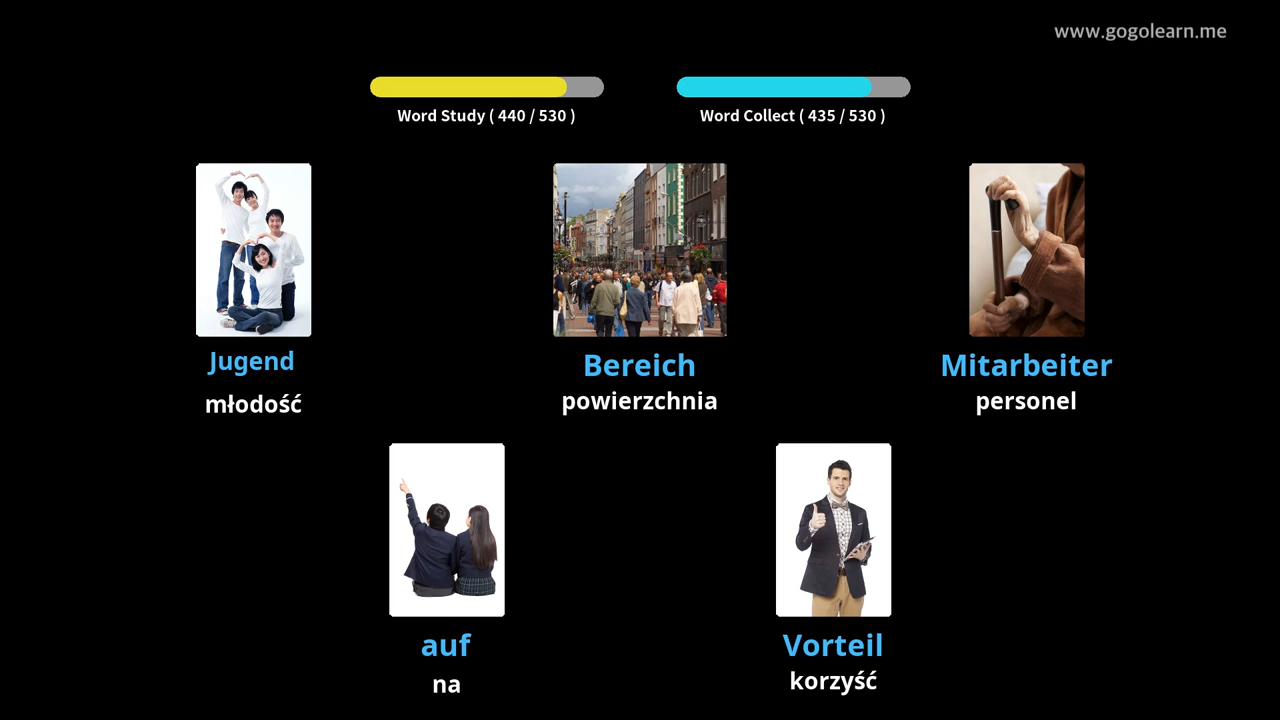 www.gogolearn.me
Word Study ( 440 / 530 )
Word Collect ( 435 / 530 )
Jugend
młodość
Bereich
powierzchnia
Mitarbeiter
personel
auf
na
Vorteil
korzyść